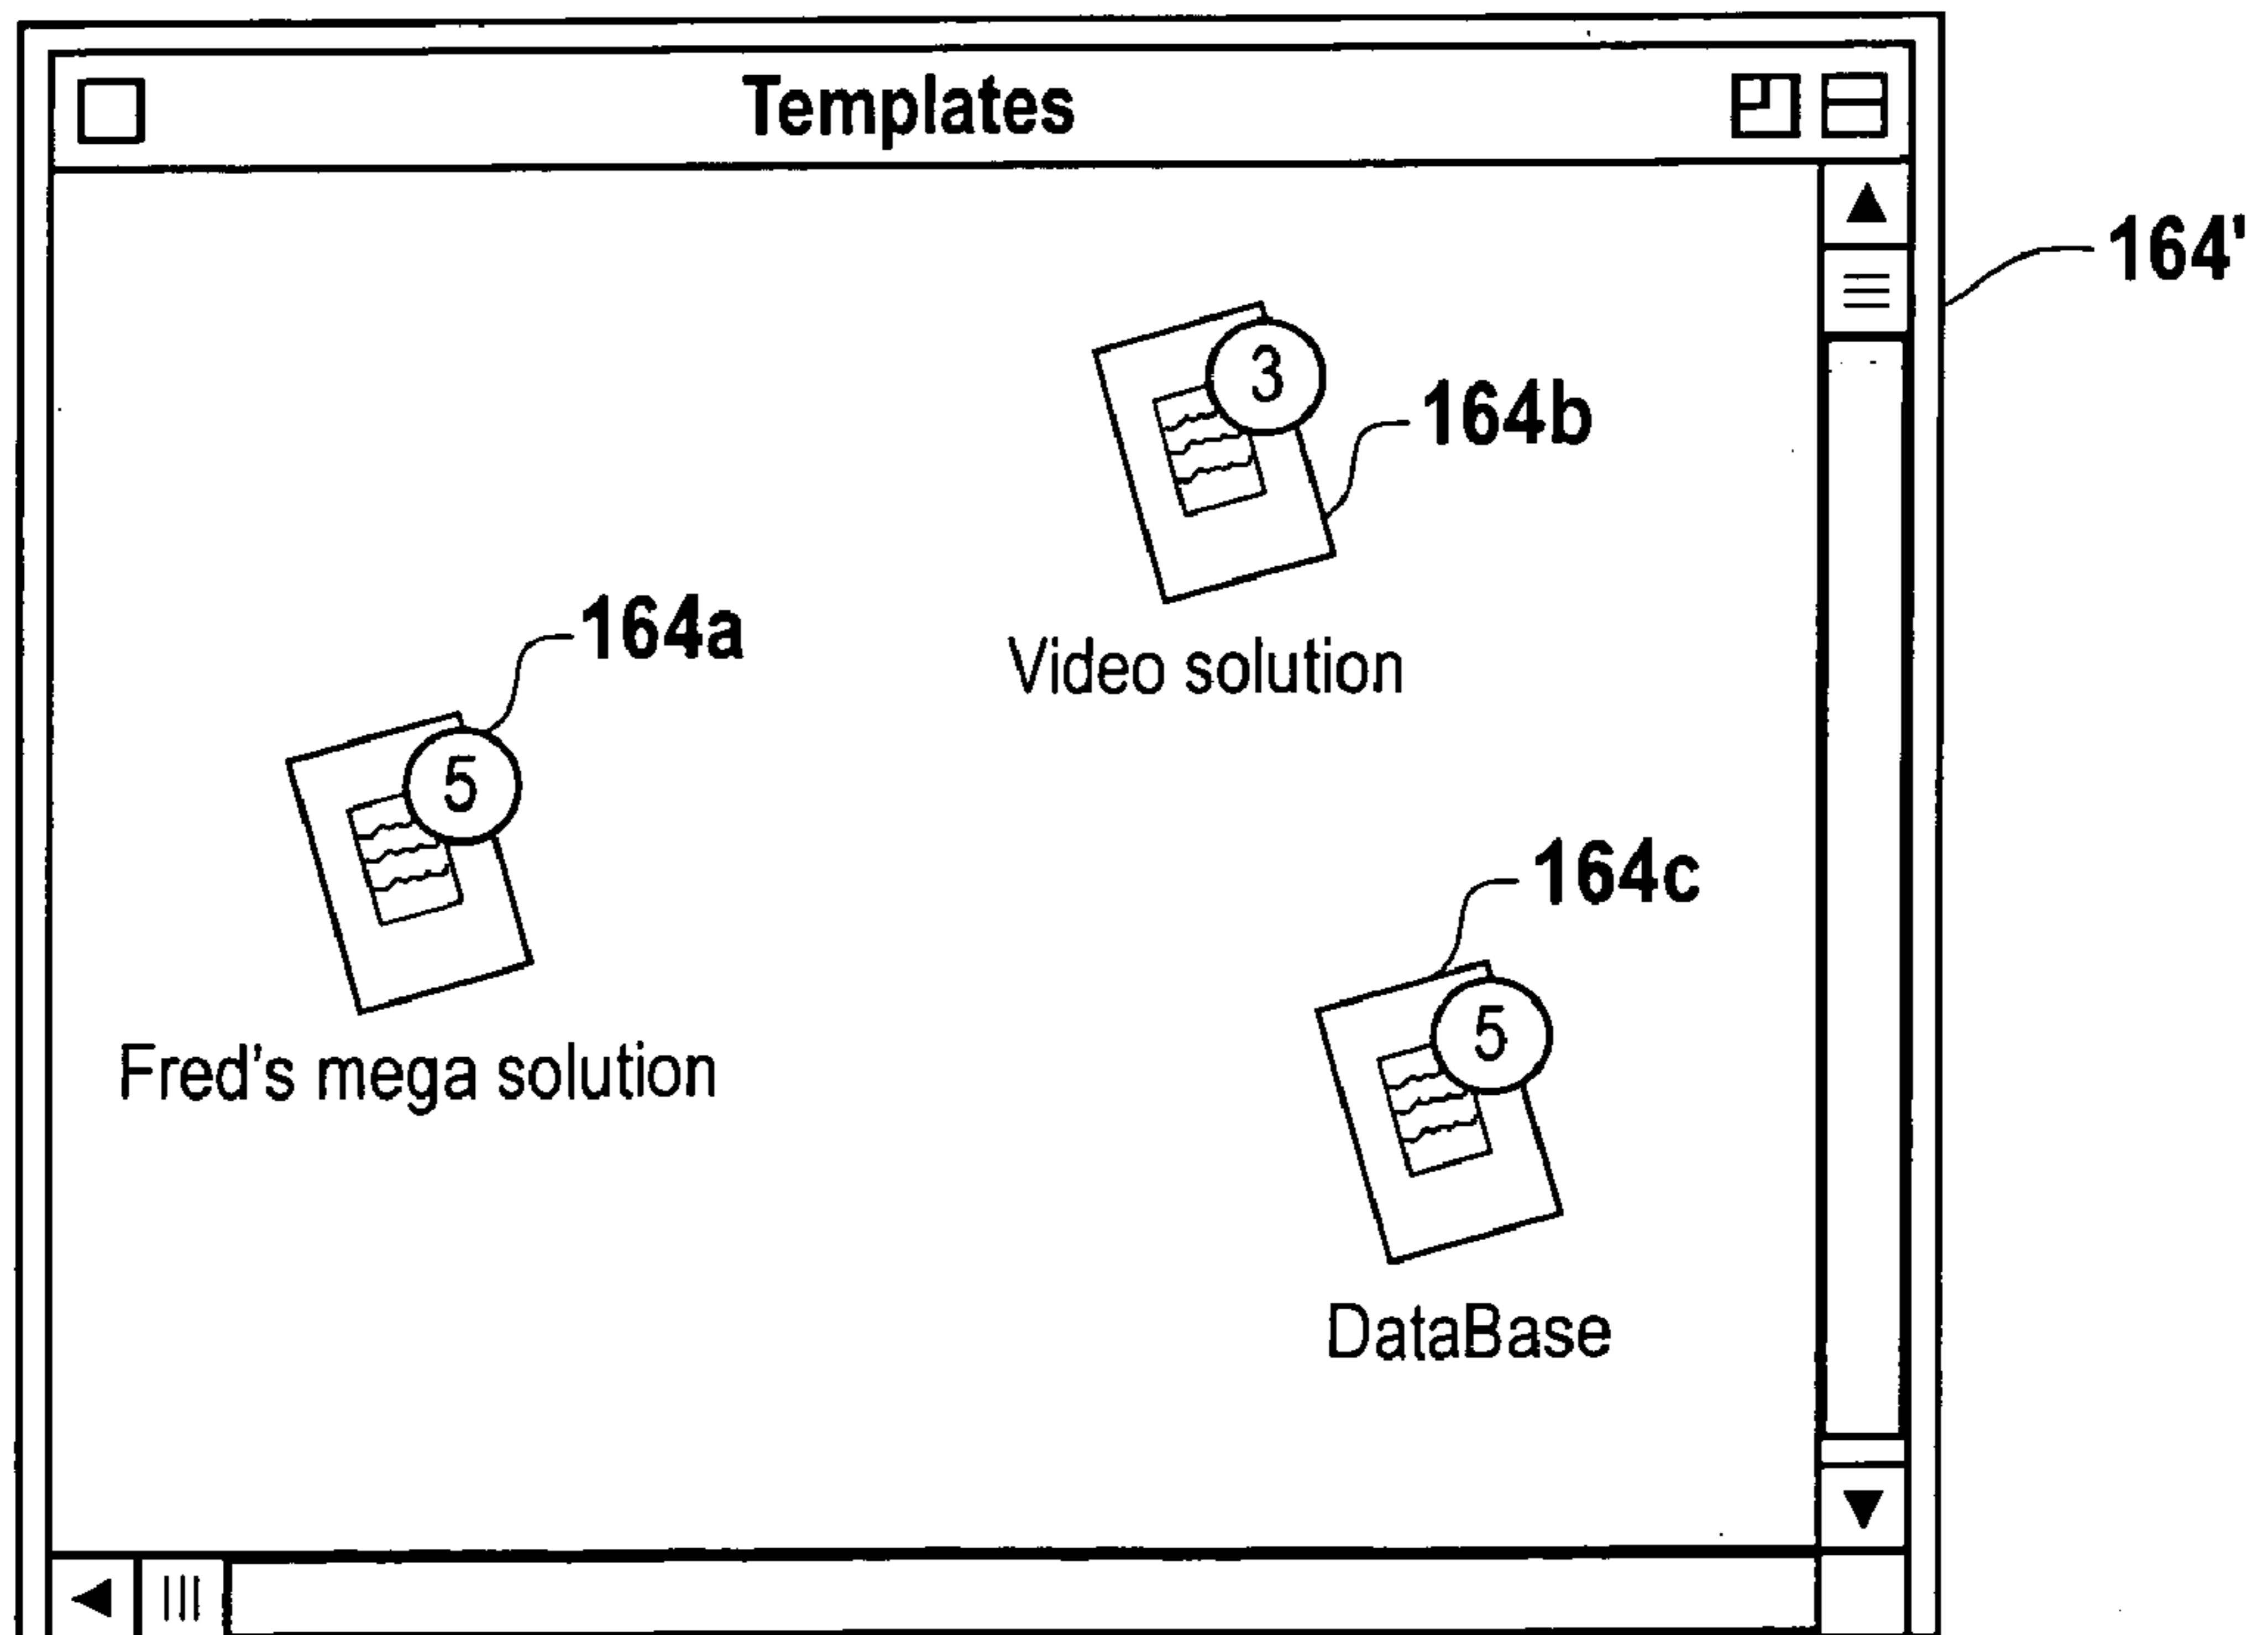 Templates
164'
3
164b
Video solution
164a
5
Fred's mega solution
164c
5
DataBase